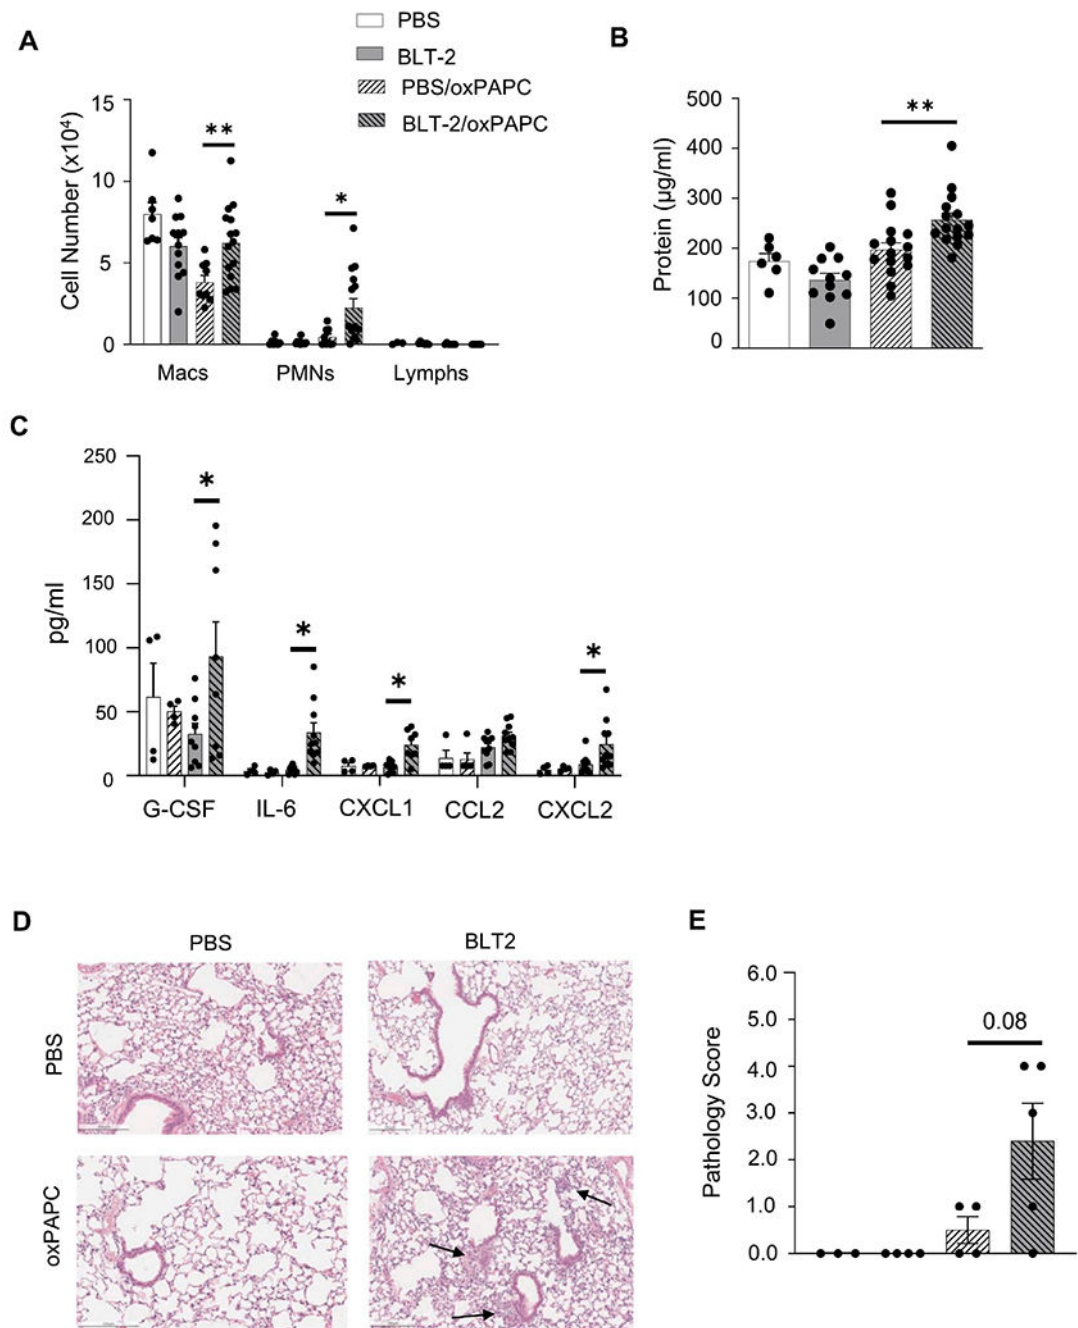 A
PBS
BLT-2
PBS/oxPAPC
BLT-2/oxPAPC
15
10
5
0
Cell Number (x10⁴)
**
*
Macs
PMNs
Lymphs
B
500
400
300
200
100
0
Protein (µg/ml)
**
C
250
200
150
100
50
0
pg/ml
*
*
*
*
G-CSF
IL-6
CXCL1
CCL2
CXCL2
D
PBS
BLT2
PBS
oxPAPC
E
6.0
5.0
4.0
3.0
2.0
1.0
0.0
Pathology Score
0.08